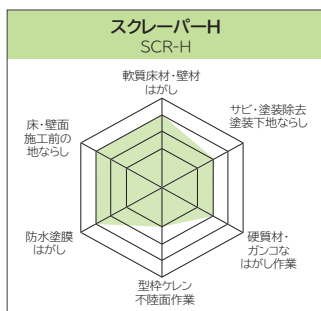 スクレーパーH
SCR-H
軟質床材・壁材
はがし
サビ・塗装除去
塗装下地ならし
床・壁面
施工前の
地ならし
防水塗膜
はがし
硬質材・
ガンコな
はがし作業
型枠ケレン
不陸面作業